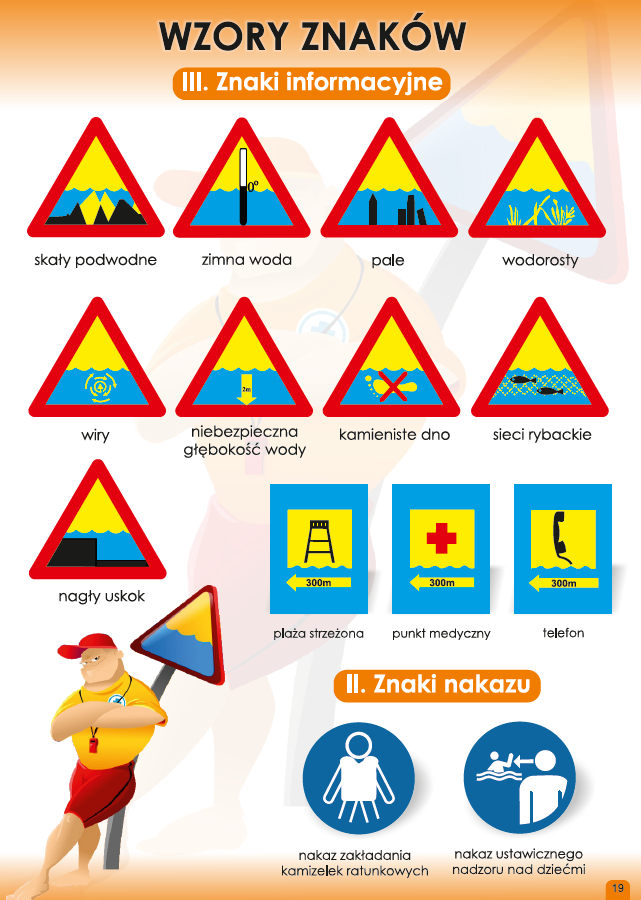 WZORY ZNAKÓW
III. Znaki informacyjne
0°
skały podwodne
zimna woda
pale
wodorosty
2m
wiry
niebezpieczna
głębokość wody
kamieniste dno
sieci rybackie
nagły uskok
300m
300m
300m
plaża strzeżona
punkt medyczny
telefon
II. Znaki nakazu
nakaz zakładania
kamizelek ratunkowych
nakaz ustawicznego
nadzoru nad dziećmi
19